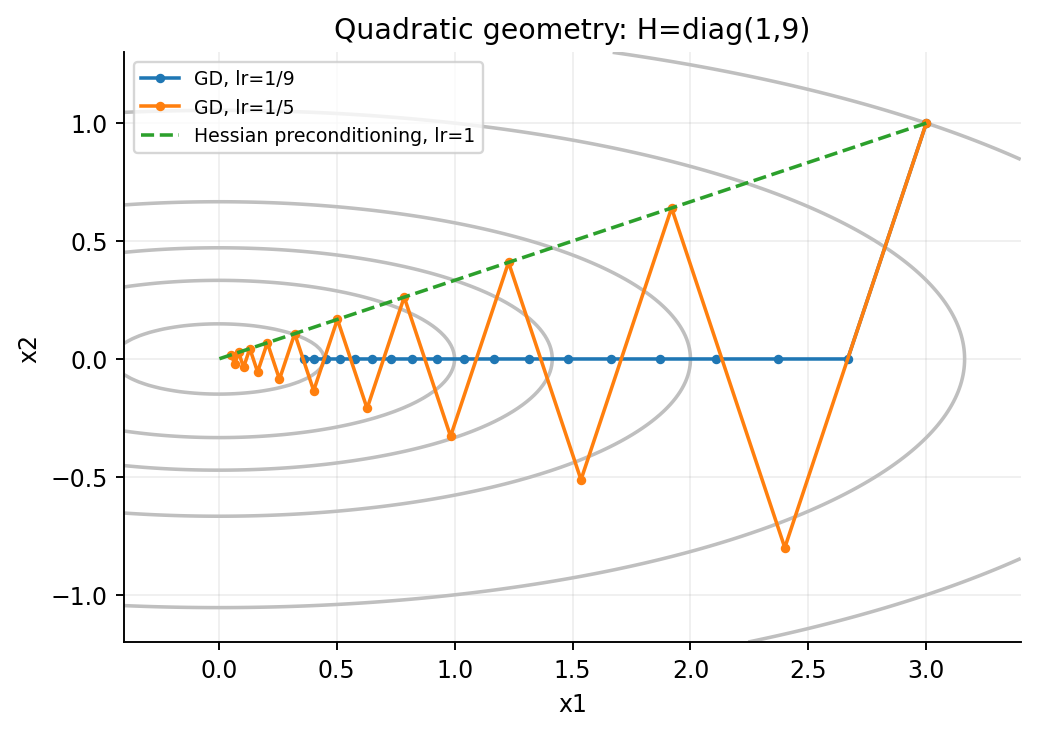 Quadratic geometry: H=diag(1,9)
GD, lr=1/9
GD, lr=1/5
Hessian preconditioning, lr=1
x2
1.0
0.5
0.0
−0.5
−1.0
0.0 0.5 1.0 1.5 2.0 2.5 3.0
x1